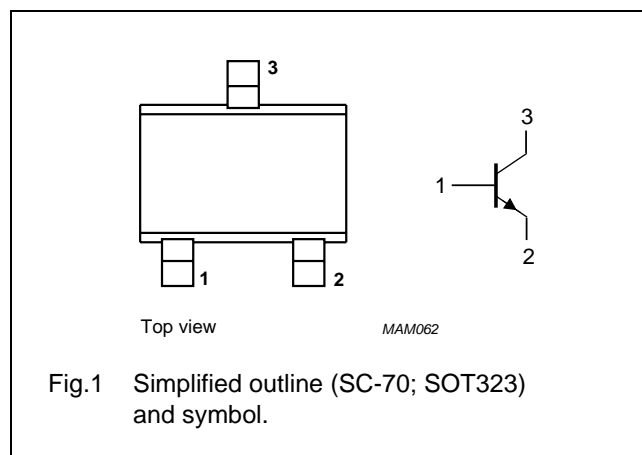 3
1
2
3
1
2
Top view
MAM062
Fig.1 Simplified outline (SC-70; SOT323)
and symbol.